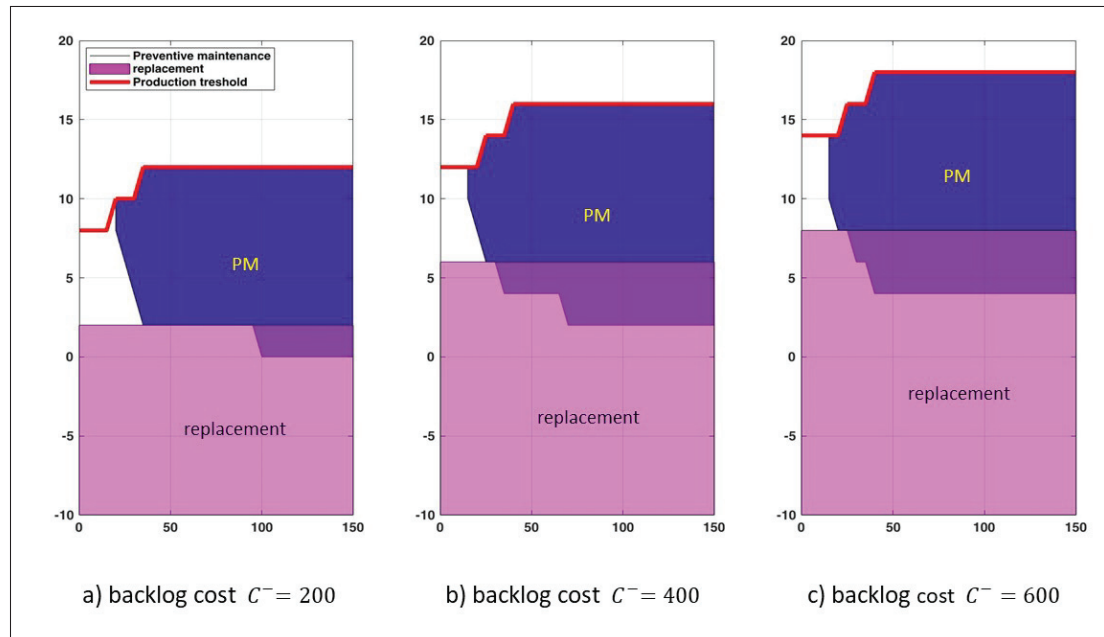 20
15
10
5
0
-5
-10
0
50
100
150
Preventive maintenance
replacement
Production treshold
PM
replacement
20
15
10
5
0
-5
-10
0
50
100
150
PM
replacement
20
15
10
5
0
-5
-10
0
50
100
150
PM
replacement
a) backlog cost C⁻ = 200
b) backlog cost C⁻ = 400
c) backlog cost C⁻ = 600